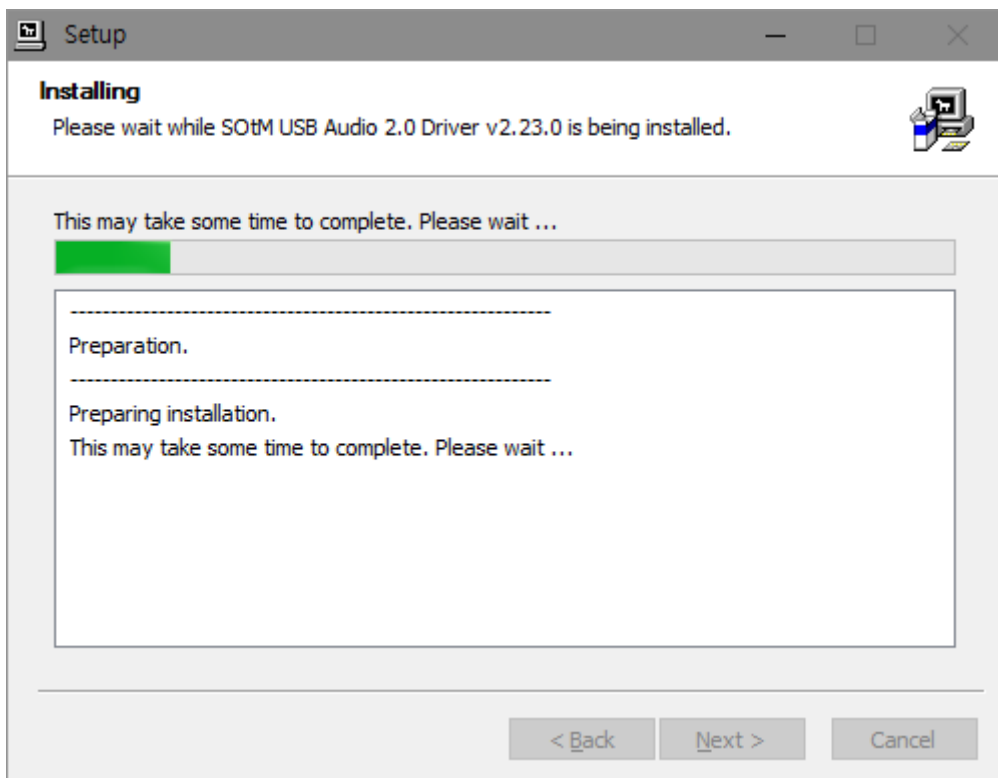 Setup
Installing
Please wait while SOtM USB Audio 2.0 Driver v2.23.0 is being installed.
This may take some time to complete. Please wait ...
------------------------------------------------------------
Preparation.
------------------------------------------------------------
Preparing installation.
This may take some time to complete. Please wait ...
< Back
Next >
Cancel